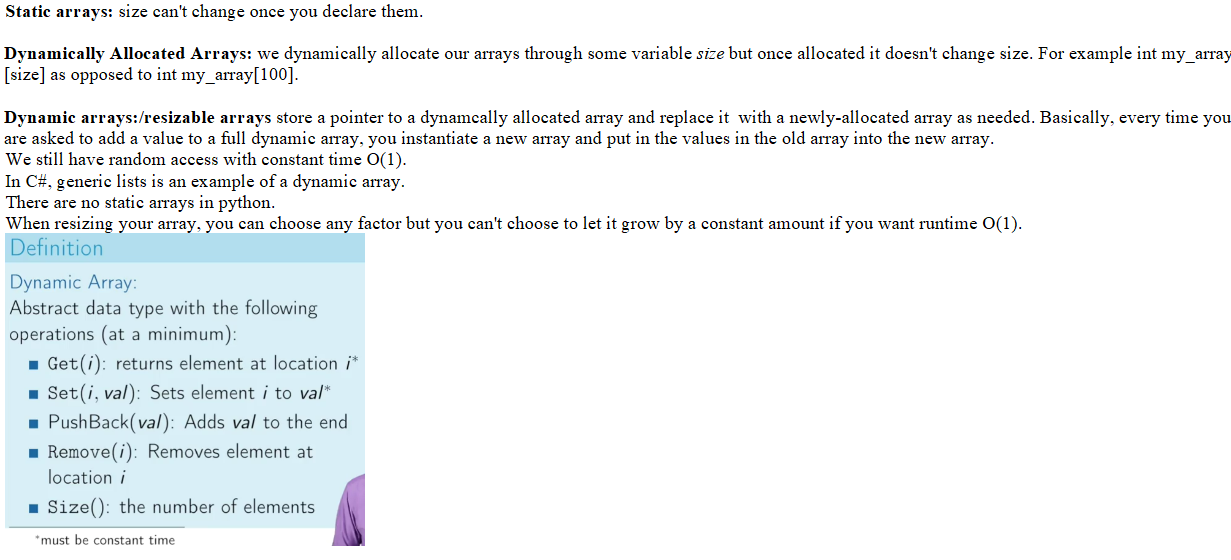 Static arrays: size can't change once you declare them.
Dynamically Allocated Arrays: we dynamically allocate our arrays through some variable size but once allocated it doesn't change size. For example int my_array
[size] as opposed to int my_array[100].
Dynamic arrays:/resizable arrays store a pointer to a dynamcally allocated array and replace it with a newly-allocated array as needed. Basically, every time you
are asked to add a value to a full dynamic array, you instantiate a new array and put in the values in the old array into the new array.
We still have random access with constant time O(1).
In C#, generic lists is an example of a dynamic array.
There are no static arrays in python.
When resizing your array, you can choose any factor but you can't choose to let it grow by a constant amount if you want runtime O(1).
Definition
Dynamic Array:
Abstract data type with the following
operations (at a minimum):
■ Get(i): returns element at location i*
■ Set(i, val): Sets element i to val*
■ PushBack(val): Adds val to the end
■ Remove(i): Removes element at
location i
■ Size(): the number of elements
*must be constant time